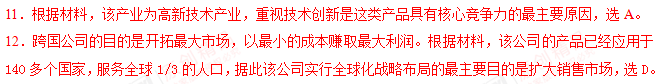 11．根据材料，该产业为高新技术产业，重视技术创新是这类产品具有核心竞争力的最主要原因，选 A。
12．跨国公司的目的是开拓最大市场，以最小的成本赚取最大利润。根据材料，该公司的产品已经应用于
140 多个国家，服务全球 1/3 的人口，据此该公司实行全球化战略布局的最主要目的是扩大销售市场，选 D。